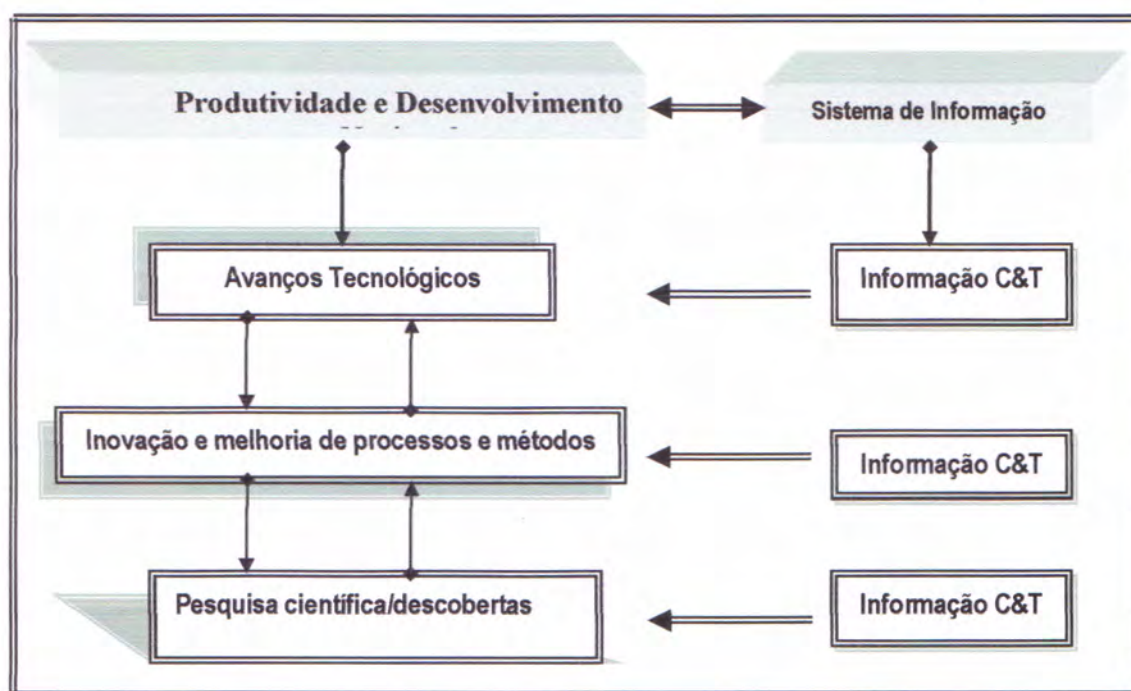 Produtividade e Desenvolvimento
Sistema de Informação
Avanços Tecnológicos
Informação C&T
Inovação e melhoria de processos e métodos
Informação C&T
Pesquisa científica/descobertas
Informação C&T